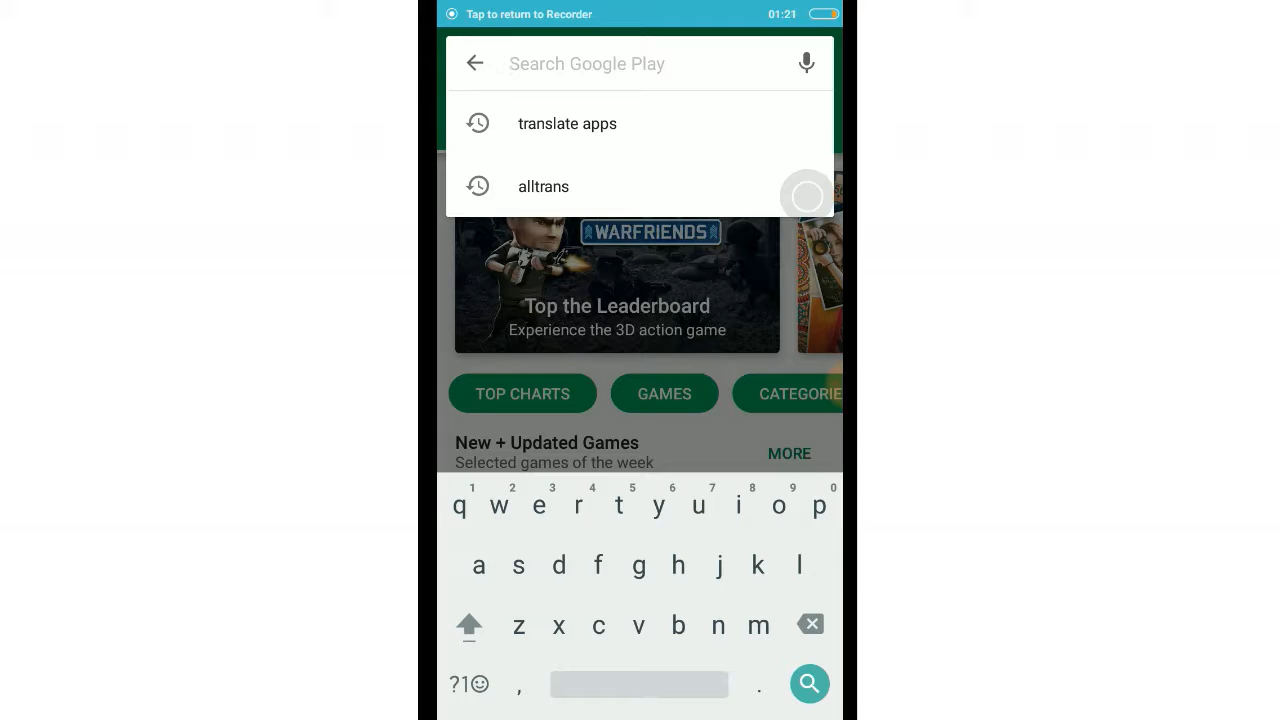 Tap to return to Recorder 01:21
Search Google Play
translate apps
alltrans
WARFRIENDS
Top the Leaderboard
Experience the 3D action game
TOP CHARTS GAMES CATEGORIE
New + Updated Games
MORE
Selected games of the week
1 2 3 4 5 6 7 8 9 0
q w e r t y u i o p
a s d f g h j k l
z x c v b n m
?1☺ , .